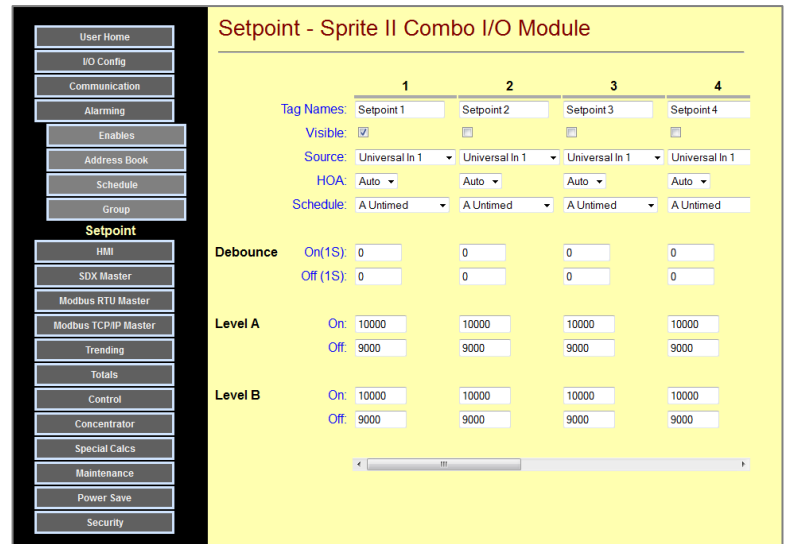 Setpoint - Sprite II Combo I/O Module
User Home
I/O Config
Communication
Alarming
Enables
Address Book
Schedule
Group
Setpoint
HMI
SDX Master
Modbus RTU Master
Modbus TCP/IP Master
Trending
Totals
Control
Concentrator
Special Calcs
Maintenance
Power Save
Security
1 2 3 4
Tag Names: Setpoint 1 Setpoint 2 Setpoint 3 Setpoint 4
Visible:
Source: Universal In 1 Universal In 1 Universal In 1 Universal In 1
HOA: Auto Auto Auto Auto
Schedule: A Untimed A Untimed A Untimed A Untimed
Debounce On(1S): 0 0 0 0
Off (1S): 0 0 0 0
Level A On: 10000 10000 10000 10000
Off: 9000 9000 9000 9000
Level B On: 10000 10000 10000 10000
Off: 9000 9000 9000 9000